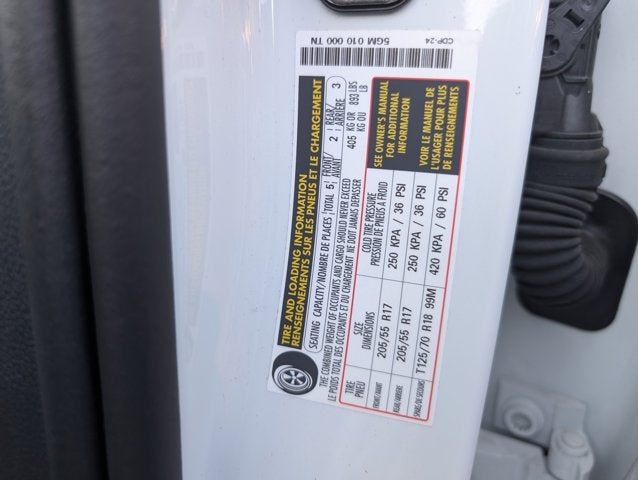 TIRE AND LOADING INFORMATION
RENSEIGNEMENTS SUR LES PNEUS ET LE CHARGEMENT
SEATING CAPACITY/NOMBRE DE PLACES TOTAL 5 FRONT/AVANT 2 REAR/ARRIÈRE 3
THE COMBINED WEIGHT OF OCCUPANTS AND CARGO SHOULD NEVER EXCEED 405 KG OR 893 LBS
LE POIDS TOTAL DES OCCUPANTS ET DU CHARGEMENT NE DOIT JAMAIS DÉPASSER KG OU LB
TIRE SIZE COLD TIRE PRESSURE
PNEU DIMENSIONS PRESSION DE PNEUS A FROID
FRONT/AVANT 205/55 R17 250 KPA / 36 PSI
REAR/ARRIÈRE 205/55 R17 250 KPA / 36 PSI
SPARE/DE SECOURS T125/70 R18 99M 420 KPA / 60 PSI
SEE OWNER'S MANUAL
FOR ADDITIONAL
INFORMATION
VOIR LE MANUEL DE
L'USAGER POUR PLUS
DE RENSEIGNEMENTS
5GM 010 000 TN CDP-24